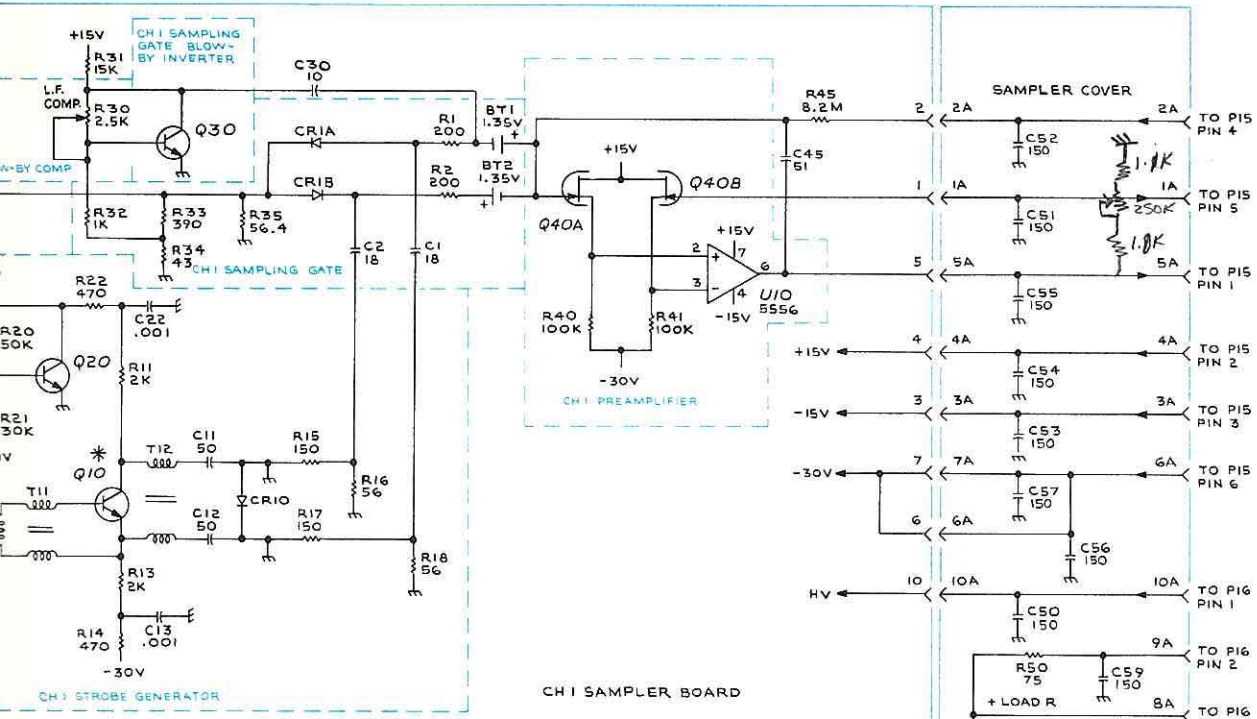 +15V
R31
15K
CH 1 SAMPLING
GATE BLOW-
BY INVERTER
C30
10
L.F.
COMP.
R30
2.5K
Q30
W-BY COMP
CR1A
R1
200
BT1
1.35V
+
CR1B
R2
200
BT2
1.35V
+
R45
8.2M
C45
51
+15V
Q40A
Q40B
R32
1K
R33
390
R34
43
R35
56.4
CH 1 SAMPLING GATE
C2
18
C1
18
+15V
2
+
7
3
-
4
6
-15V
U10
5556
R40
100K
R41
100K
-30V
CH 1 PREAMPLIFIER
R22
470
C22
.001
R20
50K
Q20
R11
2K
R21
30K
V
*
Q10
T11
T12
C11
50
R15
150
R16
56
CR10
C12
50
R17
150
R18
56
R13
2K
C13
.001
R14
470
-30V
CH 1 STROBE GENERATOR
CH 1 SAMPLER BOARD
SAMPLER COVER
2
2A
C52
150
2A
TO P15
PIN 4
1
1A
C51
150
1A
TO P15
PIN 5
250K
5
5A
C55
150
5A
TO P15
PIN 1
+15V
4
4A
C54
150
4A
TO P15
PIN 2
-15V
3
3A
C53
150
3A
TO P15
PIN 3
-30V
7
7A
C57
150
6A
TO P15
PIN 6
6
6A
C56
150
HV
10
10A
C50
150
10A
TO P16
PIN 1
R50
75
C59
150
9A
TO P16
PIN 2
+ LOAD R
8A
TO P16